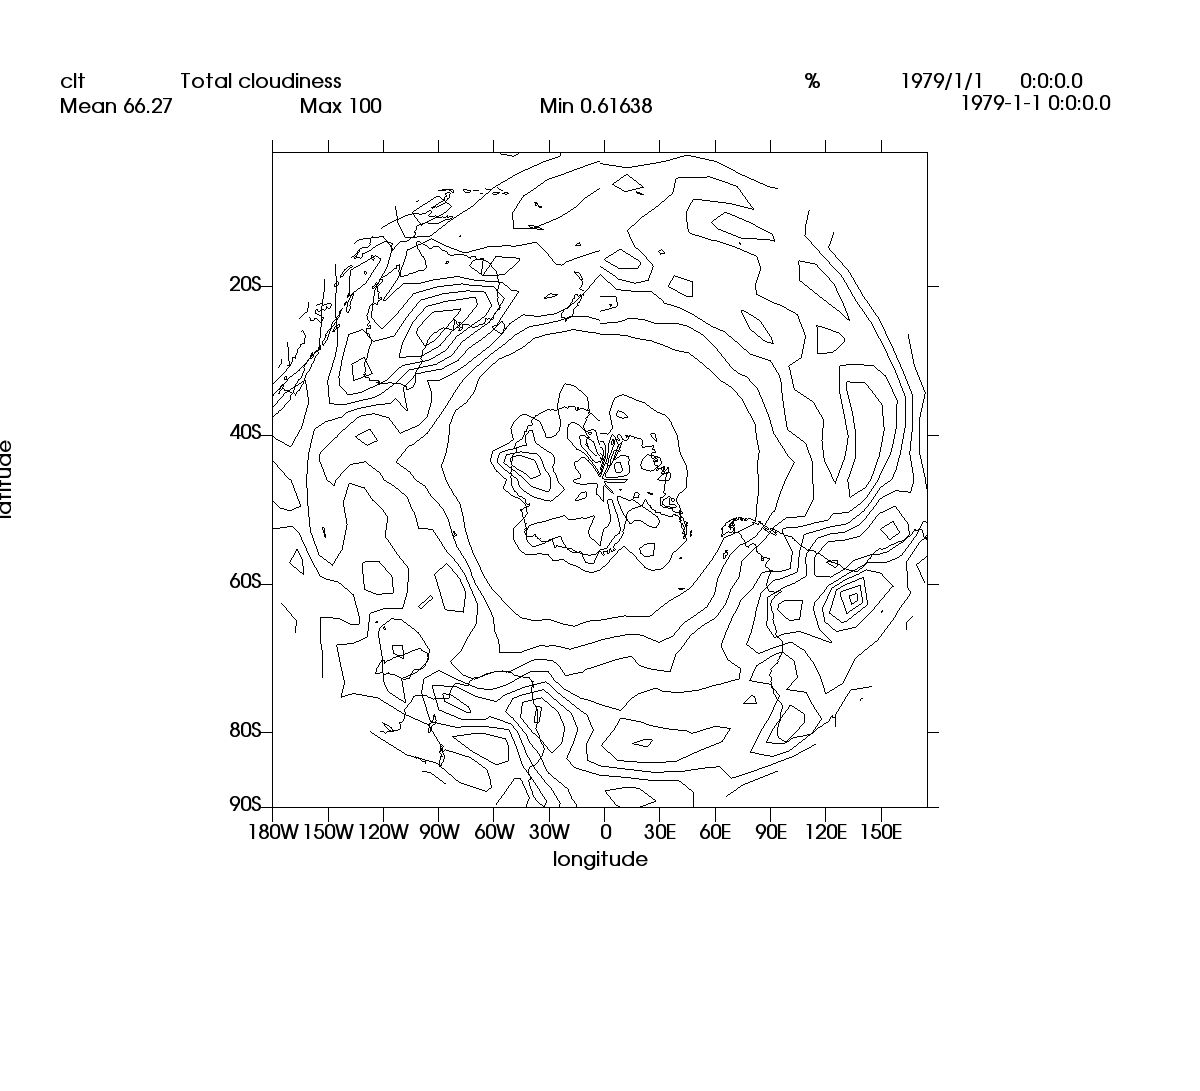 clt Total cloudiness % 1979/1/1 0:0:0.0
Mean 66.27 Max 100 Min 0.61638 1979-1-1 0:0:0.0
20S
40S
latitude
60S
80S
90S
180W 150W 120W 90W 60W 30W 0 30E 60E 90E 120E 150E
longitude